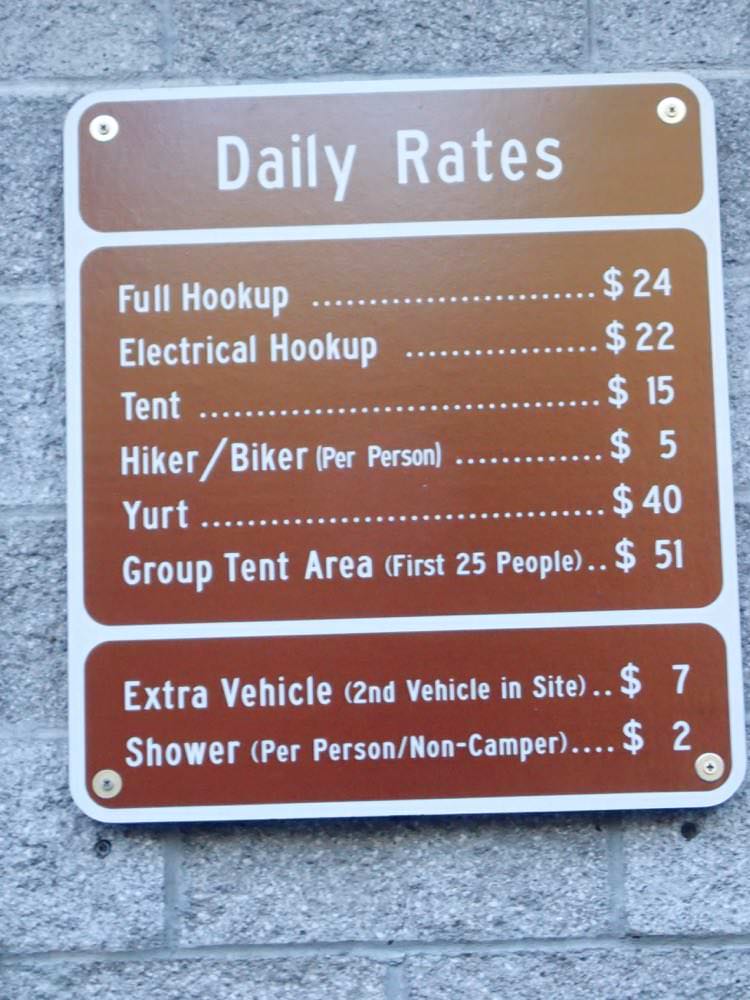 Daily Rates
Full Hookup ..........................$ 24
Electrical Hookup ..................$ 22
Tent ......................................$ 15
Hiker/Biker (Per Person) .............$ 5
Yurt ......................................$ 40
Group Tent Area (First 25 People)..$ 51
Extra Vehicle (2nd Vehicle in Site)..$ 7
Shower (Per Person/Non-Camper)....$ 2